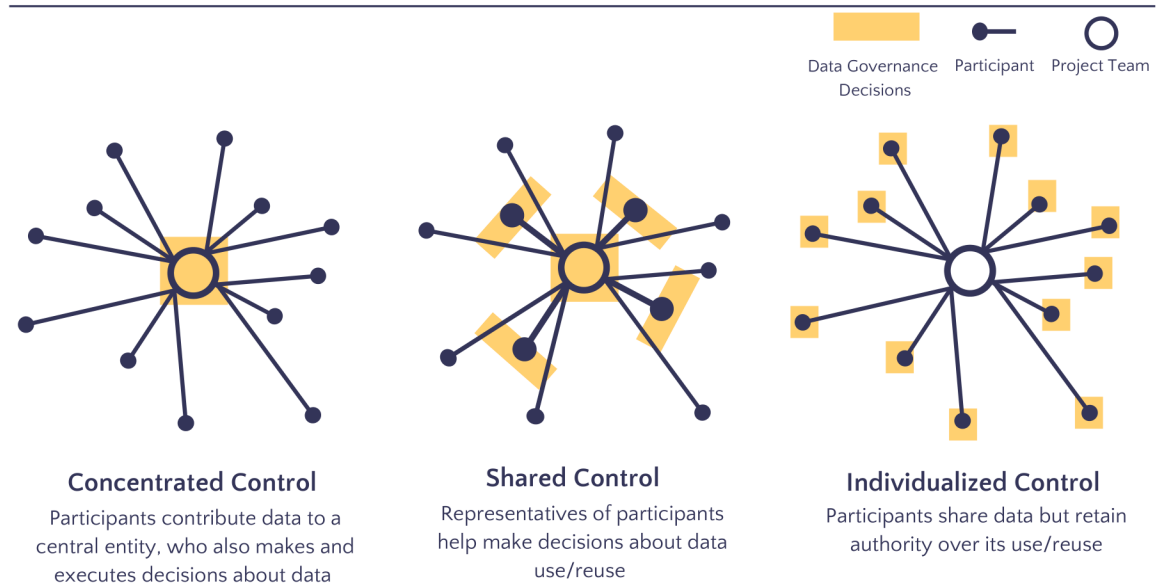 Data Governance
Decisions
Participant
Project Team
Concentrated Control
Participants contribute data to a
central entity, who also makes and
executes decisions about data
Shared Control
Representatives of participants
help make decisions about data
use/reuse
Individualized Control
Participants share data but retain
authority over its use/reuse